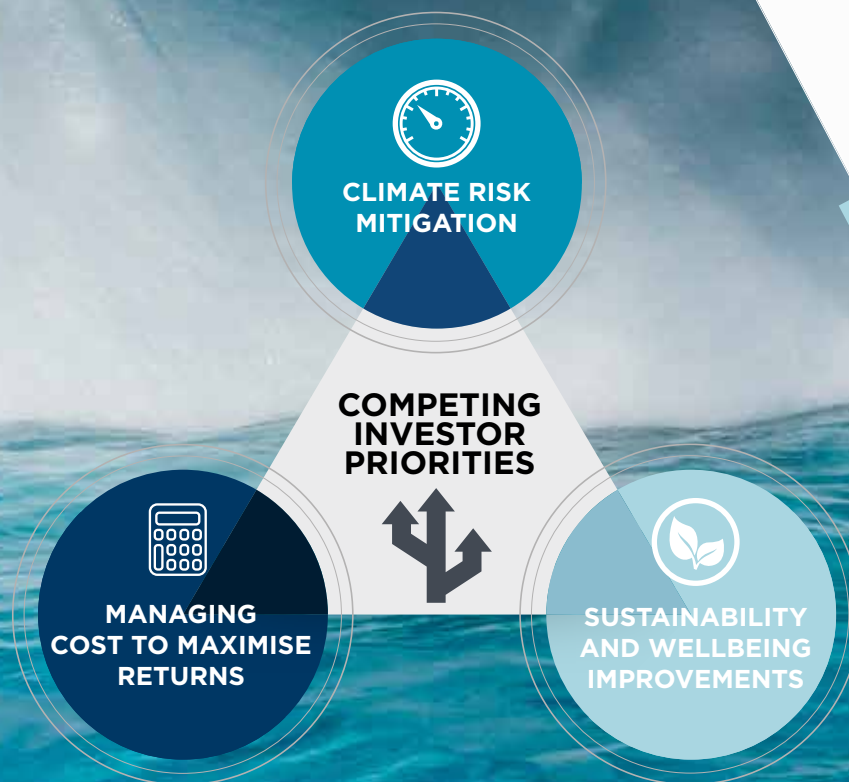 CLIMATE RISK
MITIGATION
COMPETING
INVESTOR
PRIORITIES
MANAGING
COST TO MAXIMISE
RETURNS
SUSTAINABILITY
AND WELLBEING
IMPROVEMENTS